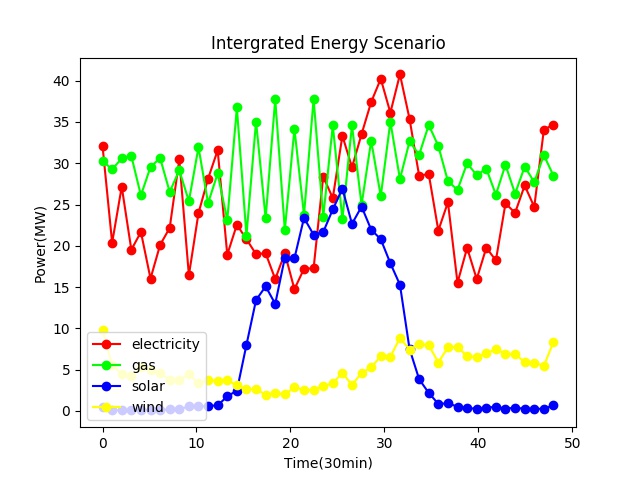 Intergrated Energy Scenario
Power(MW)
40
35
30
25
20
15
10
5
0
electricity
gas
solar
wind
0 10 20 30 40 50
Time(30min)